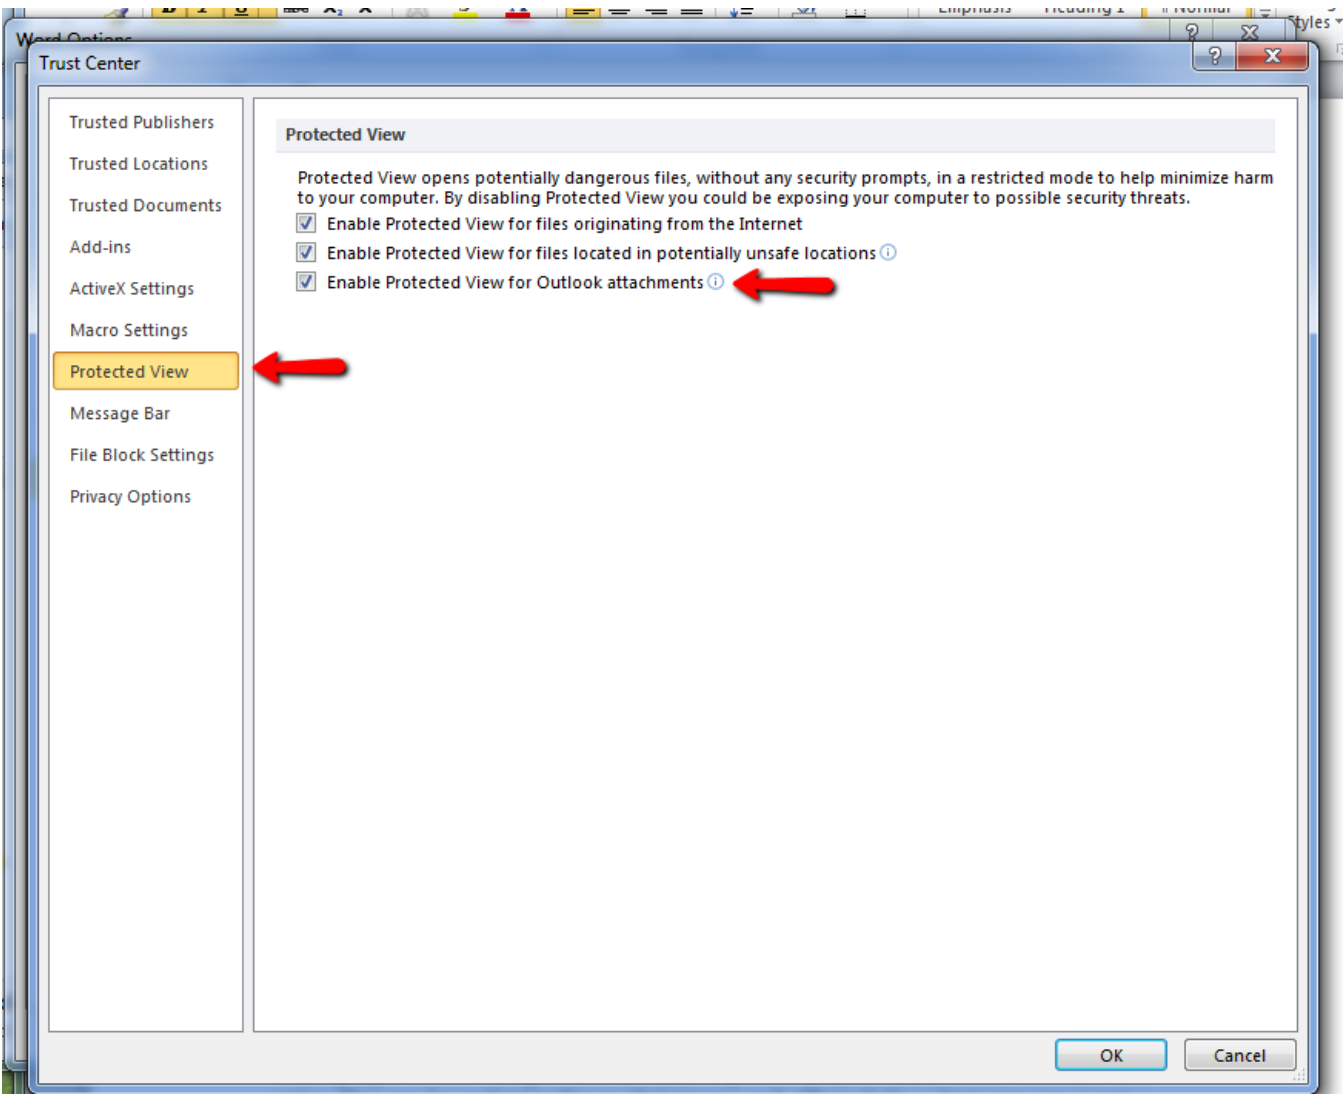 Styles
Word Options
Trust Center
Trusted Publishers
Trusted Locations
Trusted Documents
Add-ins
ActiveX Settings
Macro Settings
Protected View
Message Bar
File Block Settings
Privacy Options
Protected View
Protected View opens potentially dangerous files, without any security prompts, in a restricted mode to help minimize harm
to your computer. By disabling Protected View you could be exposing your computer to possible security threats.
Enable Protected View for files originating from the Internet
Enable Protected View for files located in potentially unsafe locations
Enable Protected View for Outlook attachments
OK Cancel